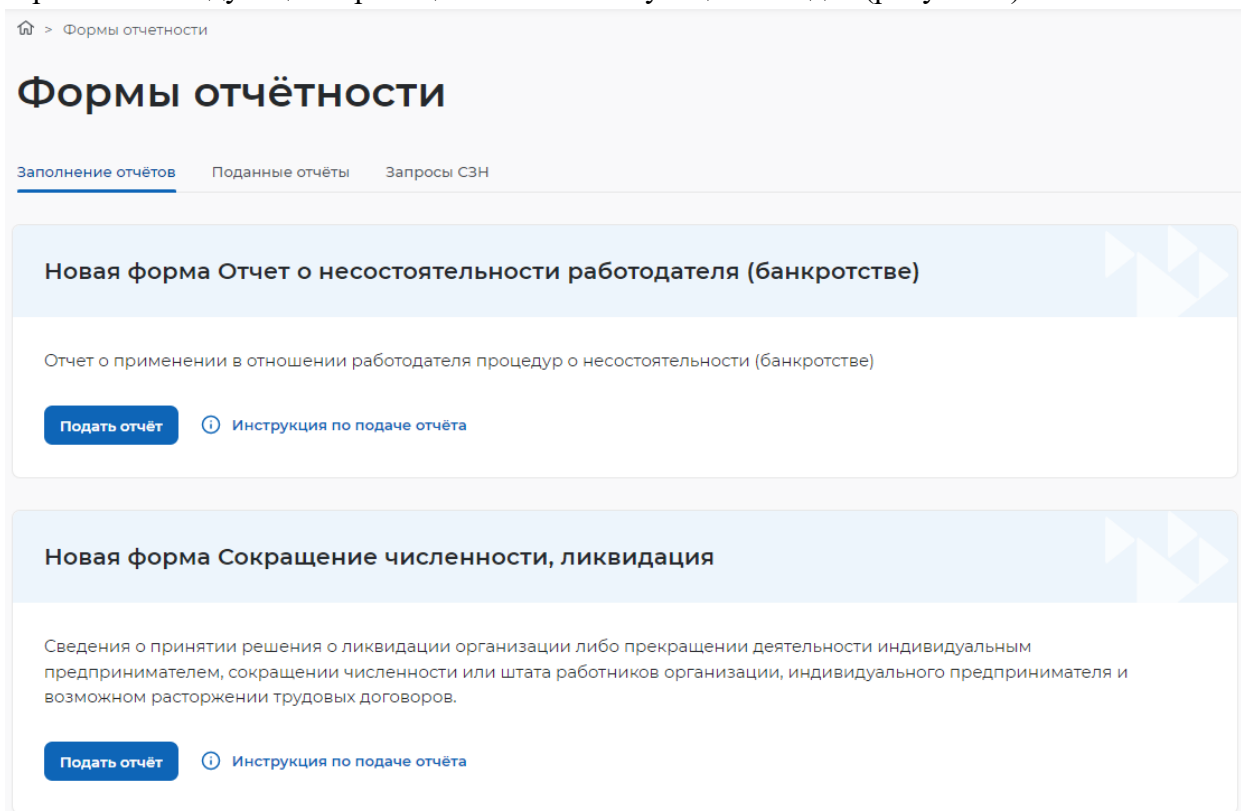 > Формы отчетности
Формы отчётности
Заполнение отчётов Поданные отчёты Запросы СЗН
Новая форма Отчет о несостоятельности работодателя (банкротстве)
Отчет о применении в отношении работодателя процедур о несостоятельности (банкротстве)
Подать отчёт Инструкция по подаче отчёта
Новая форма Сокращение численности, ликвидация
Сведения о принятии решения о ликвидации организации либо прекращении деятельности индивидуальным
предпринимателем, сокращении численности или штата работников организации, индивидуального предпринимателя и
возможном расторжении трудовых договоров.
Подать отчёт Инструкция по подаче отчёта